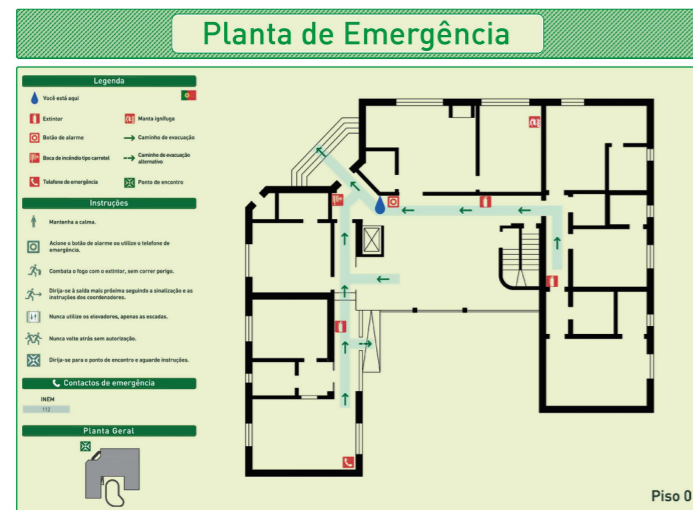 Planta de Emergência
Legenda
Você está aqui
Extintor
Manta ignífuga
Botão de alarme
Caminho de evacuação
Boca de incêndio tipo carretel
Caminho de evacuação
alternativo
Telefone de emergência
Ponto de encontro
Instruções
Mantenha a calma.
Acione o botão de alarme ou utilize o telefone de
emergência.
Combata o fogo com o extintor, sem correr perigo.
Dirija-se à saída mais próxima seguindo a sinalização e as
instruções dos coordenadores.
Nunca utilize os elevadores, apenas as escadas.
Nunca volte atrás sem autorização.
Dirija-se para o ponto de encontro e aguarde instruções.
Contactos de emergência
INEM
112
Planta Geral
Piso 0